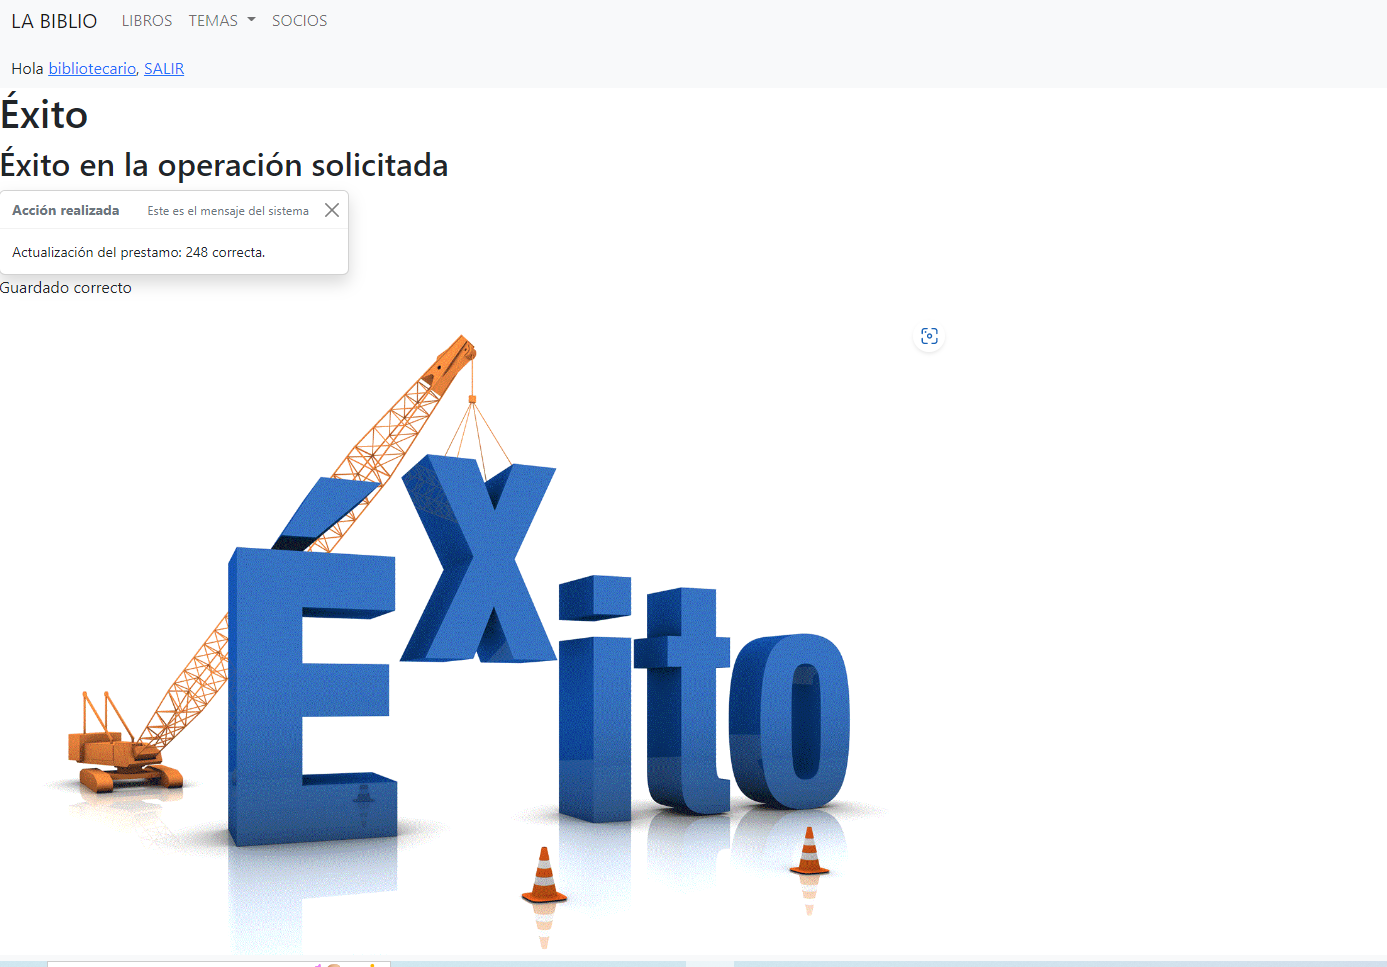 LA BIBLIO LIBROS TEMAS SOCIOS
Hola bibliotecario, SALIR
Éxito
Éxito en la operación solicitada
Acción realizada Este es el mensaje del sistema
Actualización del prestamo: 248 correcta.
Guardado correcto
Éxito